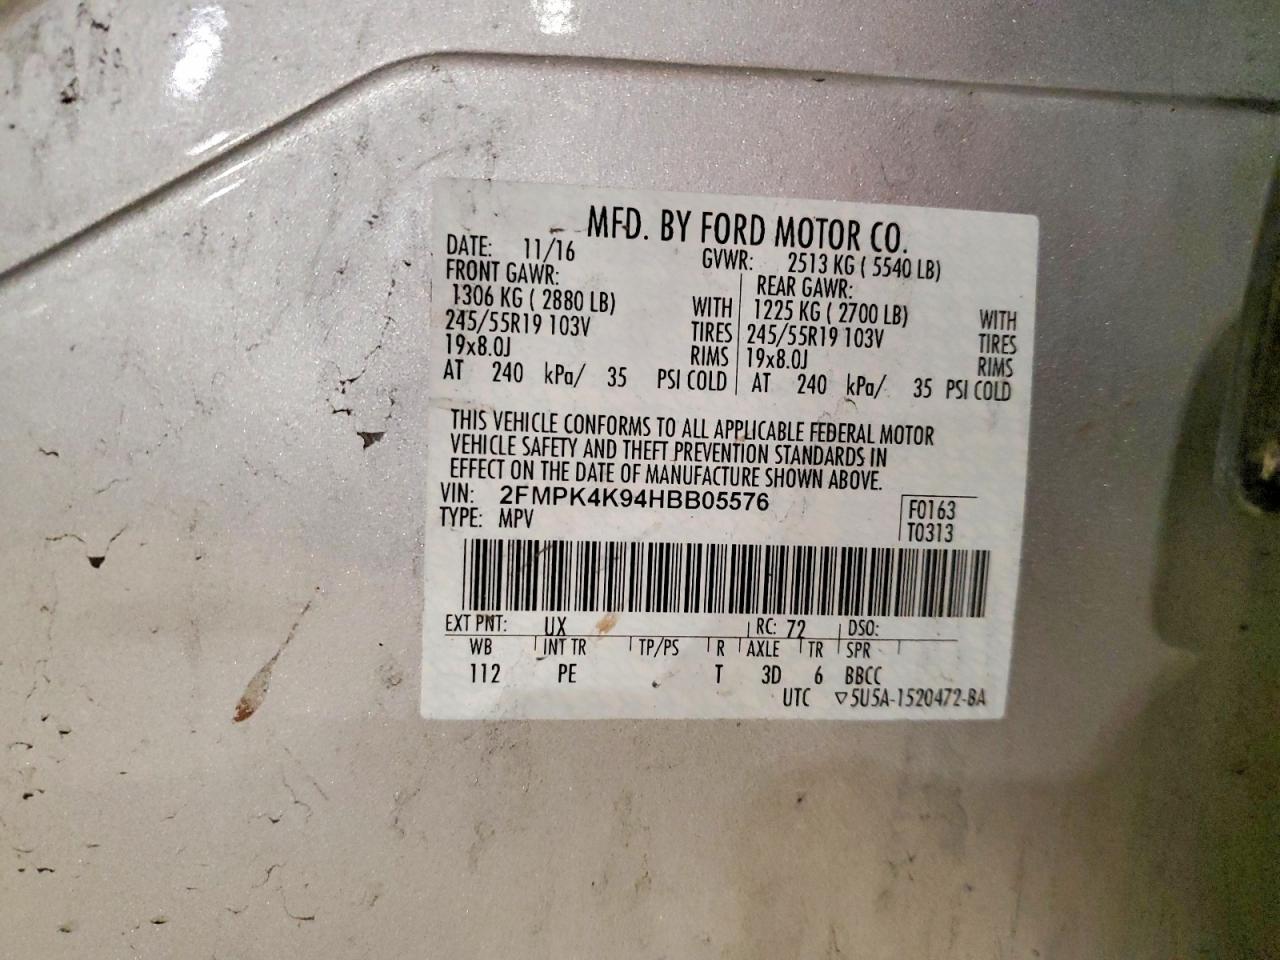 MFD. BY FORD MOTOR CO.
DATE: 11/16 GVWR: 2513 KG ( 5540 LB)
FRONT GAWR: REAR GAWR:
1306 KG ( 2880 LB) WITH 1225 KG ( 2700 LB) WITH
245/55R19 103V TIRES 245/55R19 103V TIRES
19x8.0J RIMS 19x8.0J RIMS
AT 240 kPa/ 35 PSI COLD AT 240 kPa/ 35 PSI COLD
THIS VEHICLE CONFORMS TO ALL APPLICABLE FEDERAL MOTOR
VEHICLE SAFETY AND THEFT PREVENTION STANDARDS IN
EFFECT ON THE DATE OF MANUFACTURE SHOWN ABOVE.
VIN: 2FMPK4K94HBB05576 F0163
TYPE: MPV T0313
EXT PNT: UX RC: 72 DSO:
WB INT TR TP/PS R AXLE TR SPR
112 PE T 3D 6 BBCC
UTC ▽5U5A-1520472-BA